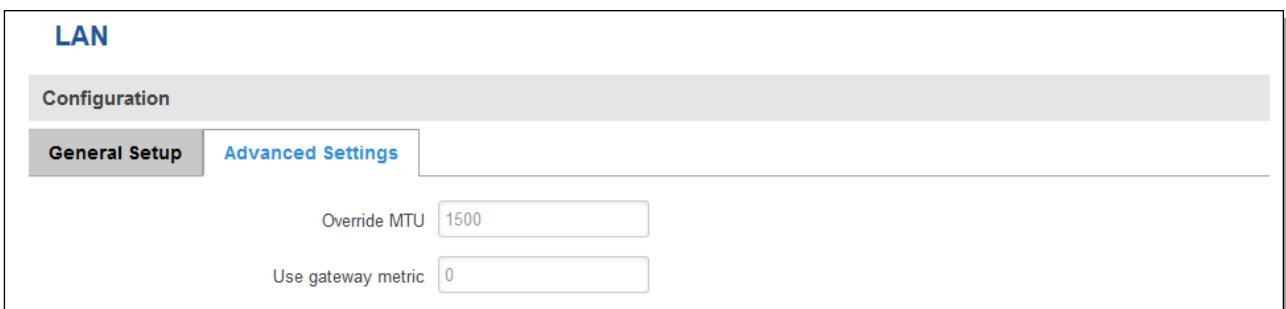 LAN
Configuration
General Setup Advanced Settings
Override MTU 1500
Use gateway metric 0